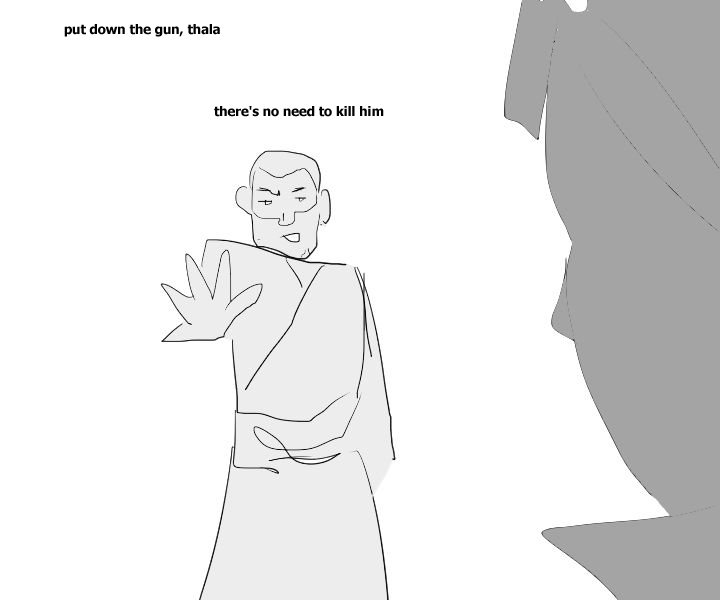 put down the gun, thala
there's no need to kill him